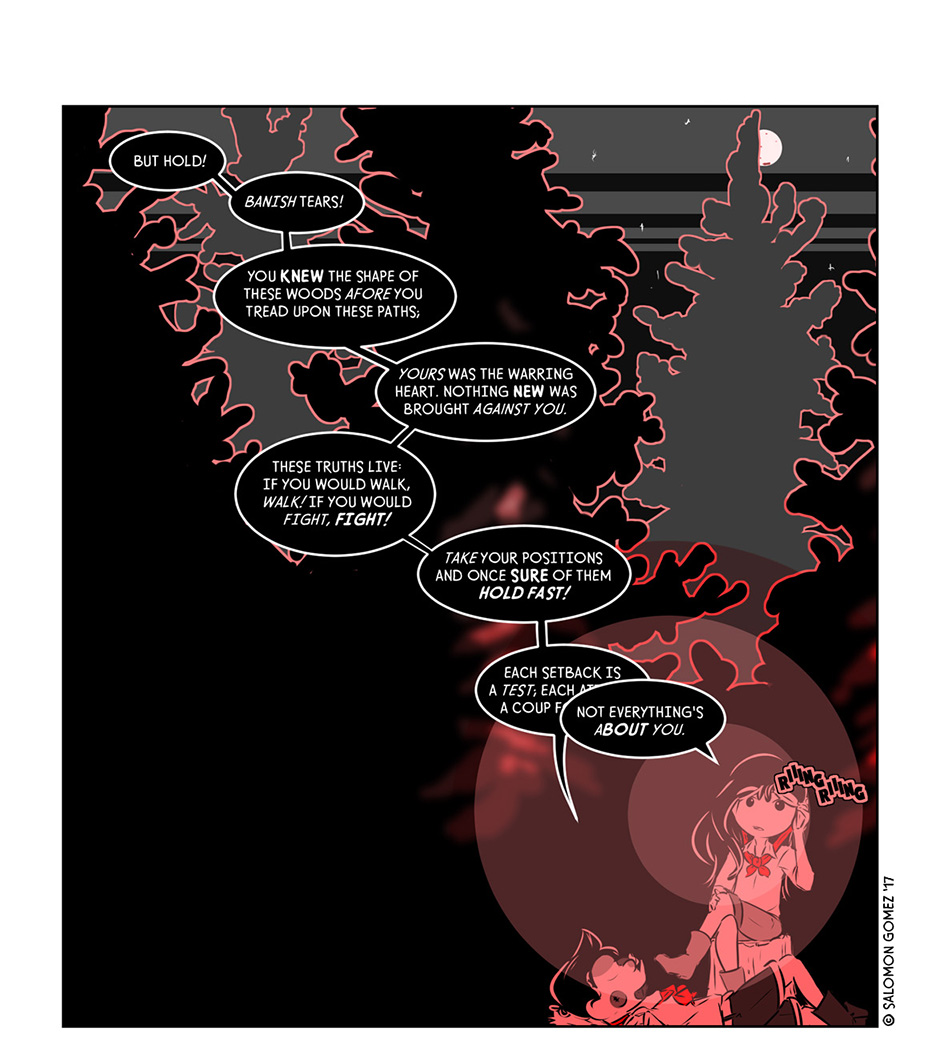 BUT HOLD!
BANISH TEARS!
YOU KNEW THE SHAPE OF
THESE WOODS AFORE YOU
TREAD UPON THESE PATHS;
YOURS WAS THE WARRING
HEART. NOTHING NEW WAS
BROUGHT AGAINST YOU.
THESE TRUTHS LIVE:
IF YOU WOULD WALK,
WALK! IF YOU WOULD
FIGHT, FIGHT!
TAKE YOUR POSITIONS
AND ONCE SURE OF THEM
HOLD FAST!
EACH SETBACK IS
A TEST; EACH
A COUP
NOT EVERYTHING'S
ABOUT YOU.
RIIING
RIIING
© SALOMON GOMEZ '17